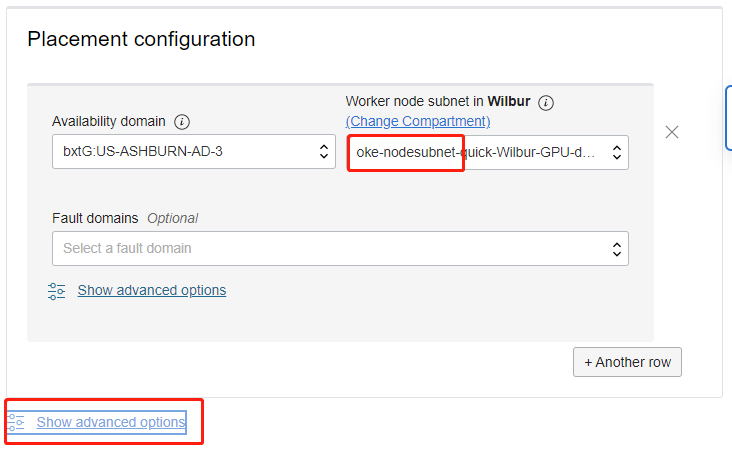 Placement configuration
Availability domain
Worker node subnet in Wilbur
(Change Compartment)
bxtG:US-ASHBURN-AD-3
oke-nodesubnet-quick-Wilbur-GPU-d...
Fault domains Optional
Select a fault domain
Show advanced options
+ Another row
Show advanced options